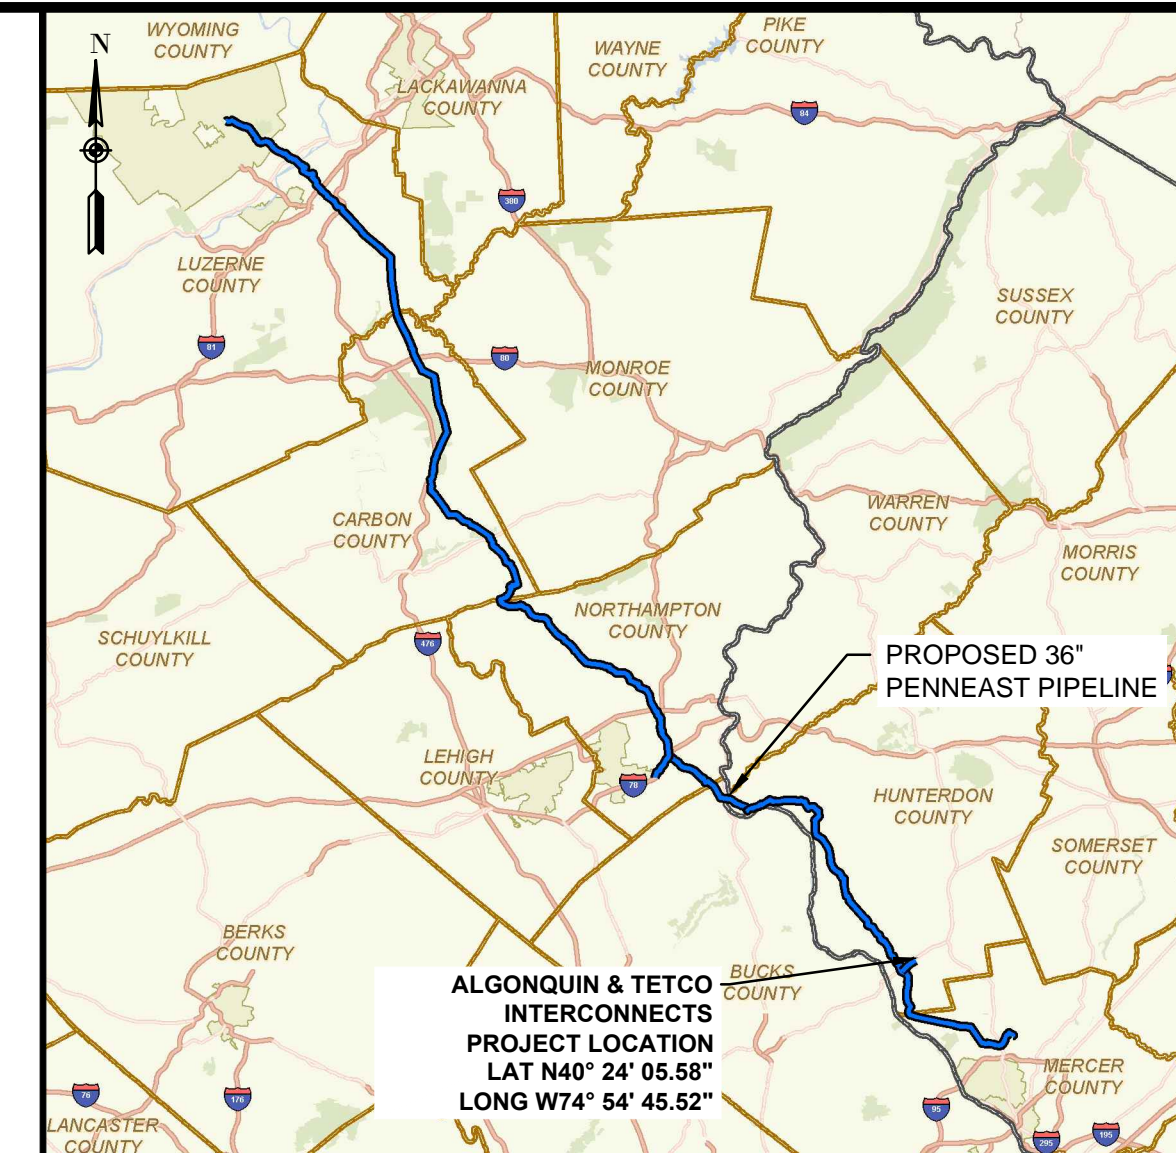 WYOMING
COUNTY
PIKE
COUNTY
N
WAYNE
COUNTY
LACKAWANNA
COUNTY
84
380
LUZERNE
COUNTY
SUSSEX
COUNTY
81
80
MONROE
COUNTY
WARREN
COUNTY
CARBON
COUNTY
MORRIS
COUNTY
NORTHAMPTON
COUNTY
SCHUYLKILL
COUNTY
476
PROPOSED 36"
PENNEAST PIPELINE
LEHIGH
COUNTY
78
HUNTERDON
COUNTY
SOMERSET
COUNTY
BERKS
COUNTY
BUCKS
COUNTY
ALGONQUIN & TETCO
INTERCONNECTS
PROJECT LOCATION
LAT N40° 24' 05.58"
LONG W74° 54' 45.52"
MERCER
COUNTY
76
176
95
195
295
LANCASTER
COUNTY